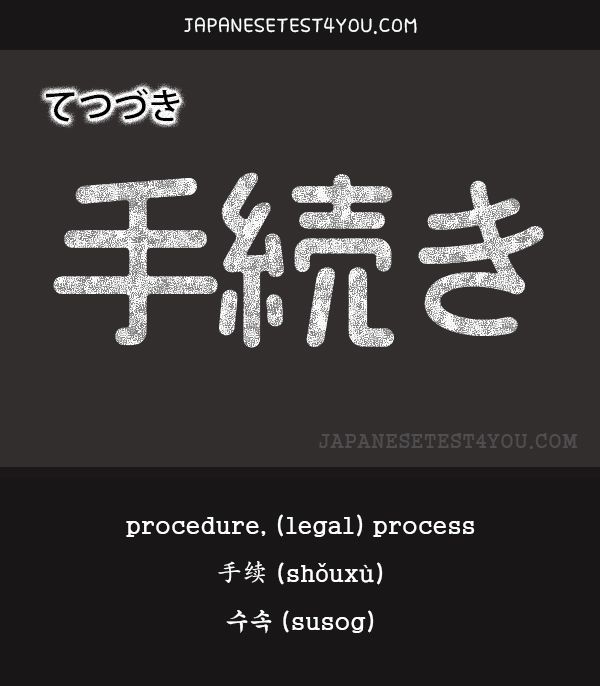 JAPANESETEST4YOU.COM
てつづき
手続き
JAPANESETEST4YOU.COM
procedure, (legal) process
手续 (shǒuxù)
수속 (susog)